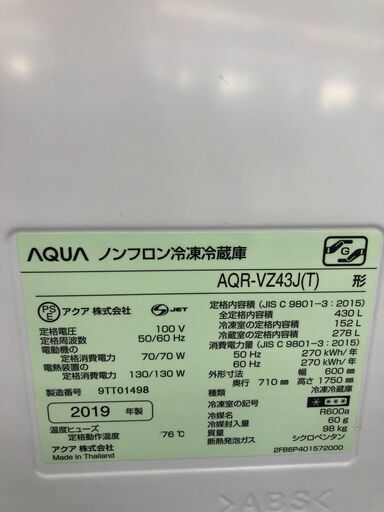 AQUA ノンフロン冷凍冷蔵庫
G
AQR-VZ43J(T) 形
PS E アクア 株式会社 JET
定格電圧 100 V
定格周波数 50/60 Hz
電動機の
定格消費電力 70/70 W
電熱装置の
定格消費電力 130/130 W
製造番号 9TT01498
2019 年製
温度ヒューズ
定格動作温度 76℃
アクア 株式会社
Made in Thailand
定格内容積 (JIS C 9801-3 : 2015)
全定格内容積 430 L
冷凍室の定格内容積 152 L
冷蔵室の定格内容積 278 L
消費電力量 (JIS C 9801-3 : 2015)
50 Hz 270 kWh/年
60 Hz 270 kWh/年
外形寸法 幅 600 mm
奥行 710 mm 高さ 1750 mm
種類 冷凍冷蔵庫
冷凍室の記号 * ***
冷媒名 R600a
冷媒封入量 60 g
質量 98 kg
断熱発泡ガス シクロペンタン
2FB6P401572000
>ABS<